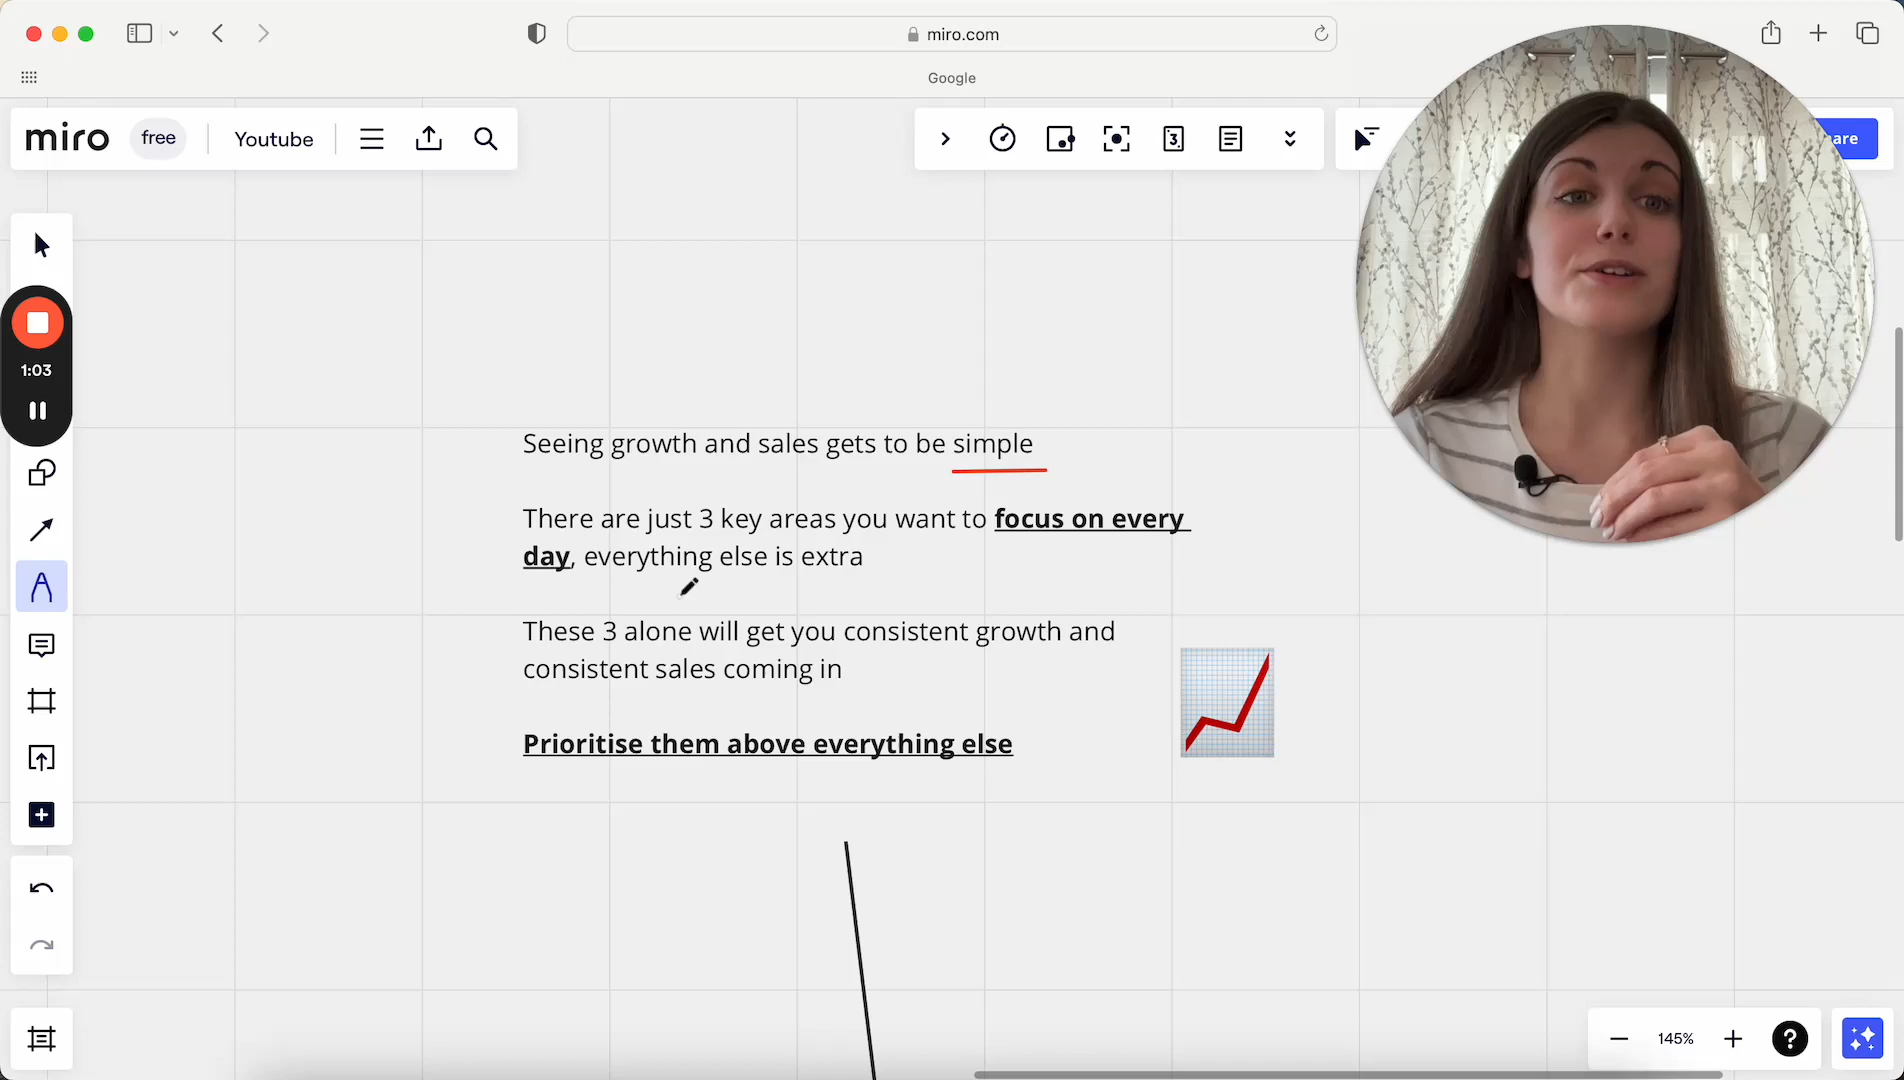 miro.com
Google
miro
free
Youtube
3
are
1:03
Seeing growth and sales gets to be simple
There are just 3 key areas you want to focus on every
day, everything else is extra
These 3 alone will get you consistent growth and
consistent sales coming in
Prioritise them above everything else
145%
?